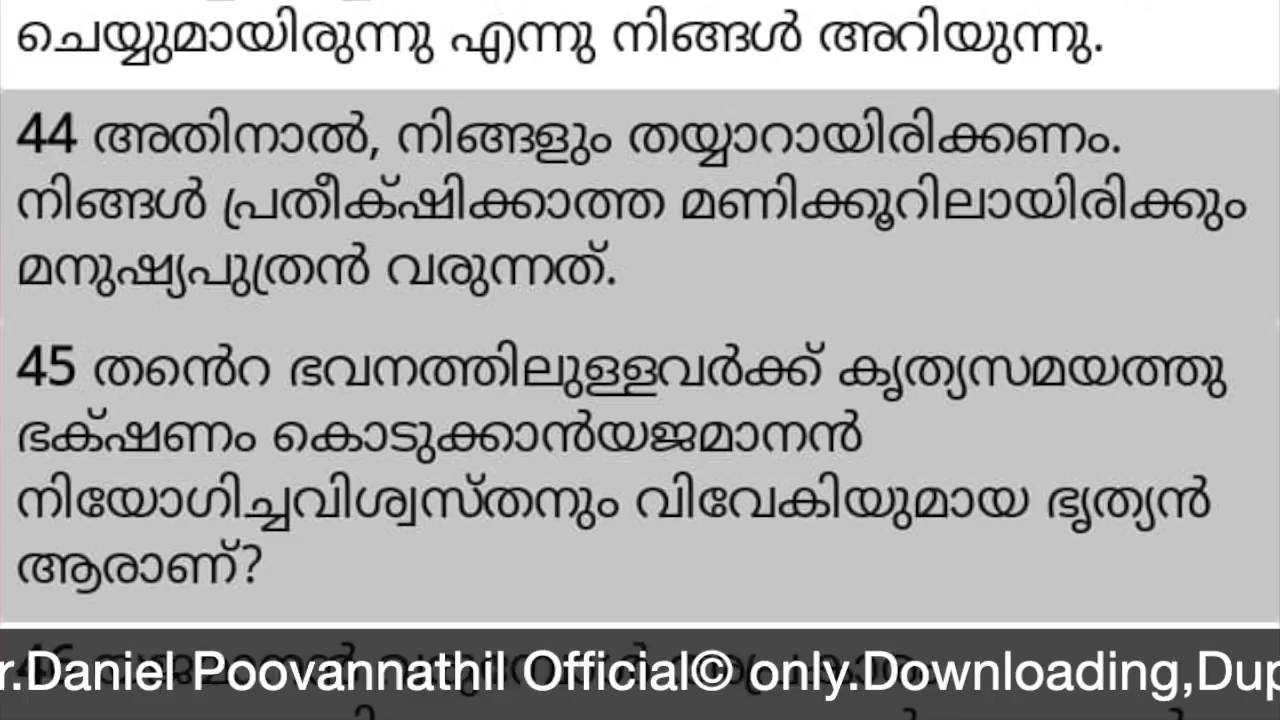 ചെയ്യുമായിരുന്നു എന്നു നിങ്ങൾ അറിയുന്നു.
44 അതിനാൽ, നിങ്ങളും തയ്യാറായിരിക്കണം.
നിങ്ങൾ പ്രതീക്‌ഷിക്കാത്ത മണിക്കൂറിലായിരിക്കും
മനുഷ്യപുത്രൻ വരുന്നത്.
45 തൻെറ ഭവനത്തിലുള്ളവർക്ക് കൃത്യസമയത്തു
ഭക്‌ഷണം കൊടുക്കാൻയജമാനൻ
നിയോഗിച്ചവിശ്വസ്തനും വിവേകിയുമായ ഭൃത്യൻ
ആരാണ്?
r.Daniel Poovannathil Official© only.Downloading,Dup